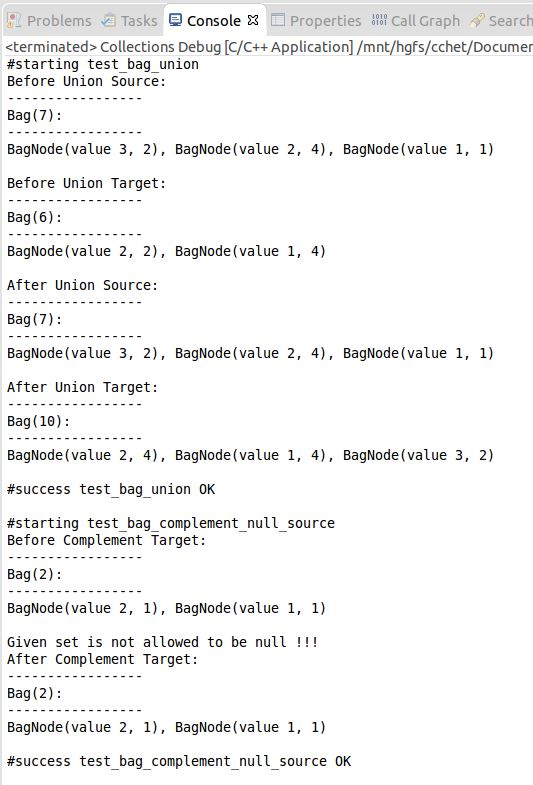 Problems Tasks Console Properties Call Graph Search
<terminated> Collections Debug [C/C++ Application] /mnt/hgfs/cchet/Documen
#starting test_bag_union
Before Union Source:
-----------------
Bag(7):
-----------------
BagNode(value 3, 2), BagNode(value 2, 4), BagNode(value 1, 1)
Before Union Target:
-----------------
Bag(6):
-----------------
BagNode(value 2, 2), BagNode(value 1, 4)
After Union Source:
-----------------
Bag(7):
-----------------
BagNode(value 3, 2), BagNode(value 2, 4), BagNode(value 1, 1)
After Union Target:
-----------------
Bag(10):
-----------------
BagNode(value 2, 4), BagNode(value 1, 4), BagNode(value 3, 2)
#success test_bag_union OK
#starting test_bag_complement_null_source
Before Complement Target:
-----------------
Bag(2):
-----------------
BagNode(value 2, 1), BagNode(value 1, 1)
Given set is not allowed to be null !!!
After Complement Target:
-----------------
Bag(2):
-----------------
BagNode(value 2, 1), BagNode(value 1, 1)
#success test_bag_complement_null_source OK